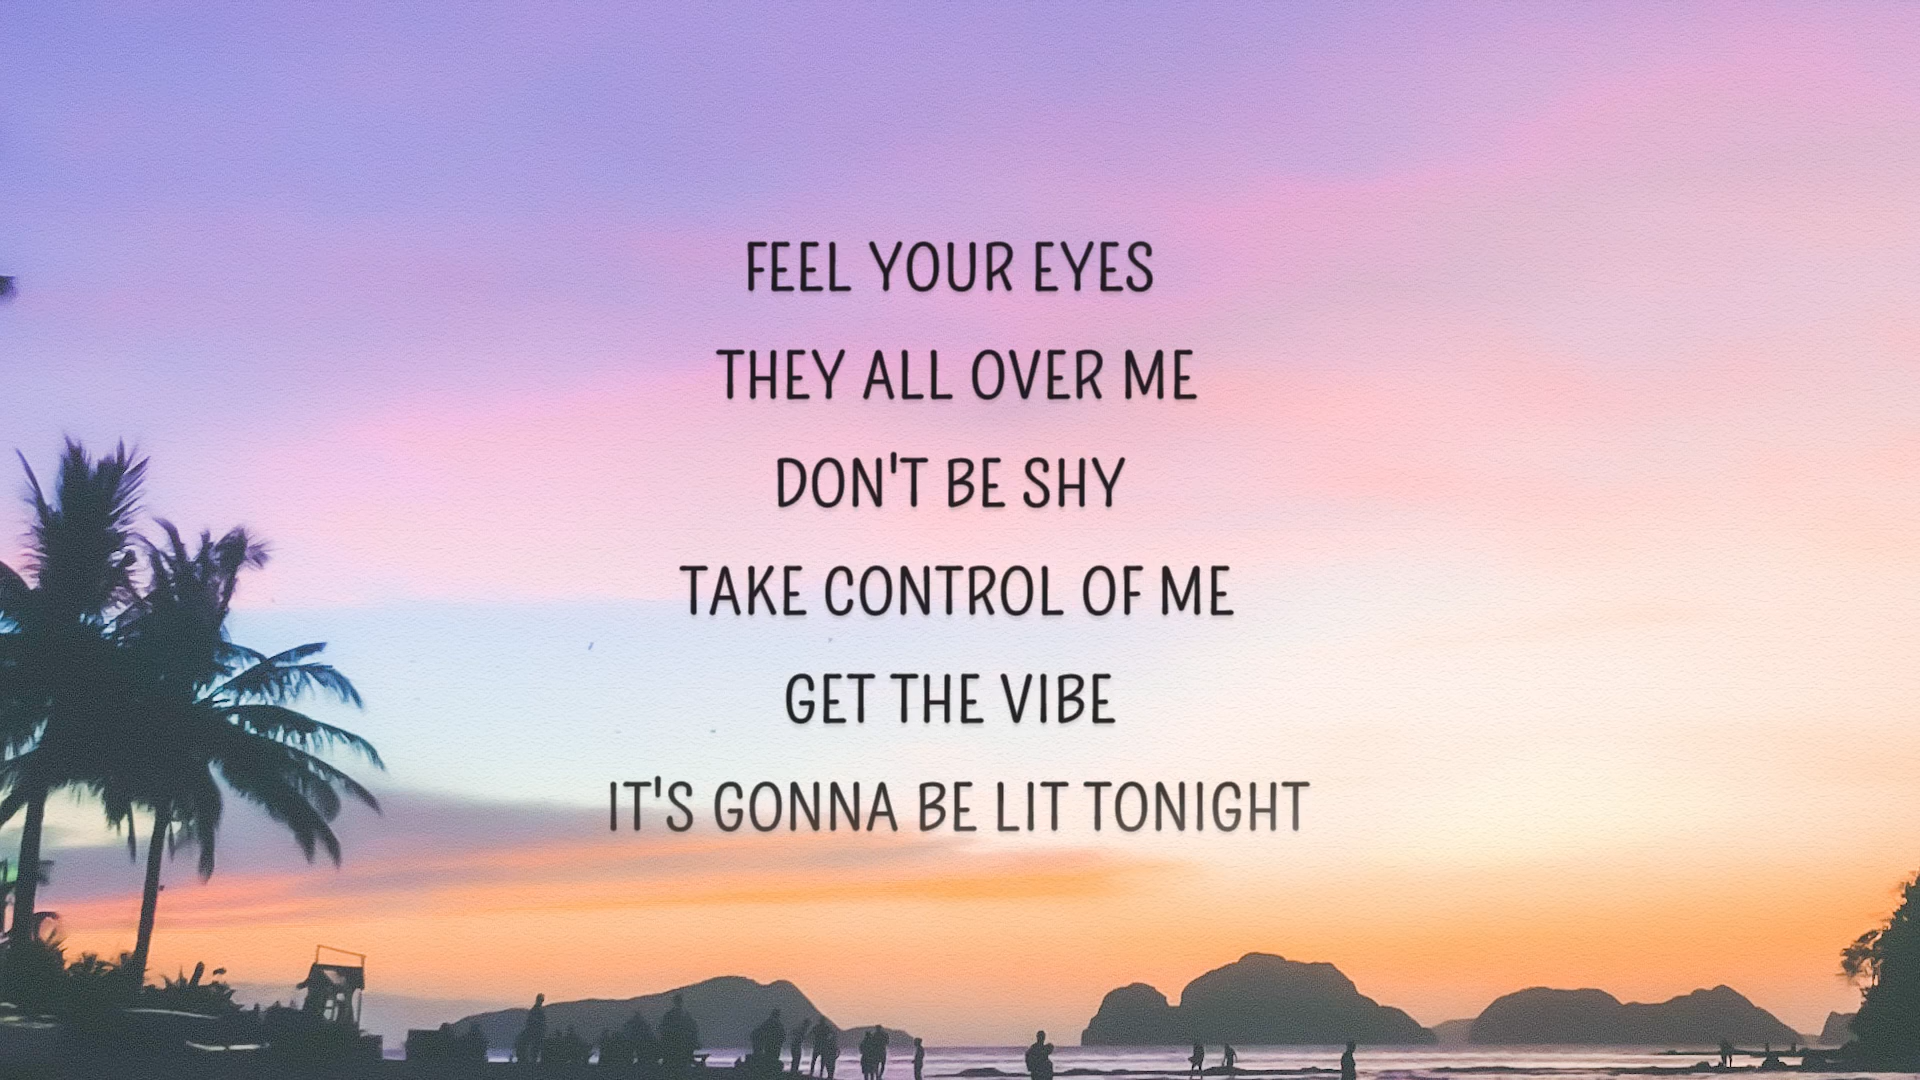 FEEL YOUR EYES
THEY ALL OVER ME
DON'T BE SHY
TAKE CONTROL OF ME
GET THE VIBE
IT'S GONNA BE LIT TONIGHT